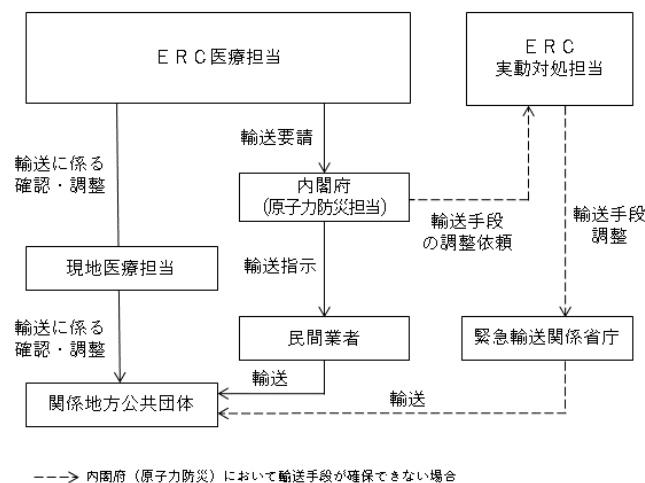 ＥＲＣ医療担当
ＥＲＣ
実動対処担当
輸送要請
輸送に係る
確認・調整
内閣府
(原子力防災担当)
輸送手段
の調整依頼
輸送手段
調整
現地医療担当
輸送指示
輸送に係る
確認・調整
民間業者
緊急輸送関係省庁
輸送
関係地方公共団体
輸送
---> 内閣府（原子力防災）において輸送手段が確保できない場合